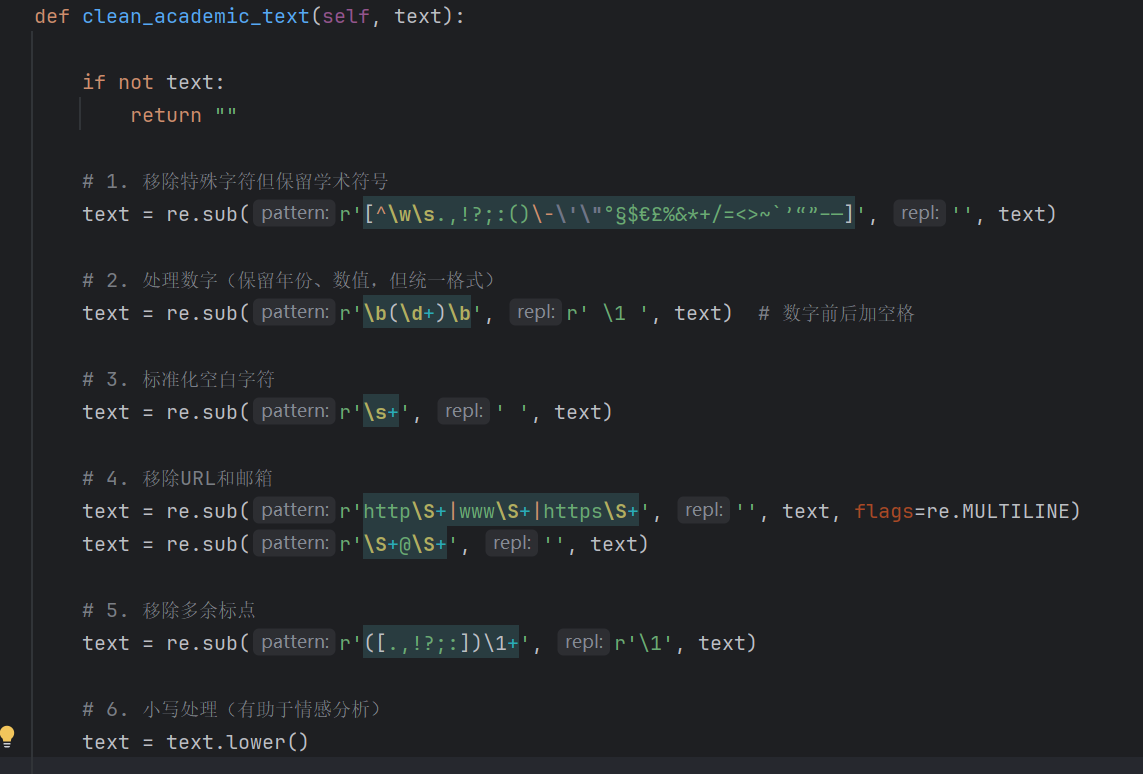 def clean_academic_text(self, text):
if not text:
return ""
# 1. 移除特殊字符但保留学术符号
text = re.sub( pattern: r'[^\w\s.,!?;:()\-\'\"°§$€£%&*+/=<>~`’“”–—]', repl: '', text)
# 2. 处理数字（保留年份、数值，但统一格式）
text = re.sub( pattern: r'\b(\d+)\b', repl: r' \1 ', text)  # 数字前后加空格
# 3. 标准化空白字符
text = re.sub( pattern: r'\s+', repl: ' ', text)
# 4. 移除URL和邮箱
text = re.sub( pattern: r'http\S+|www\S+|https\S+', repl: '', text, flags=re.MULTILINE)
text = re.sub( pattern: r'\S+@\S+', repl: '', text)
# 5. 移除多余标点
text = re.sub( pattern: r'([.,!?;:])\1+', repl: r'\1', text)
# 6. 小写处理（有助于情感分析）
text = text.lower()